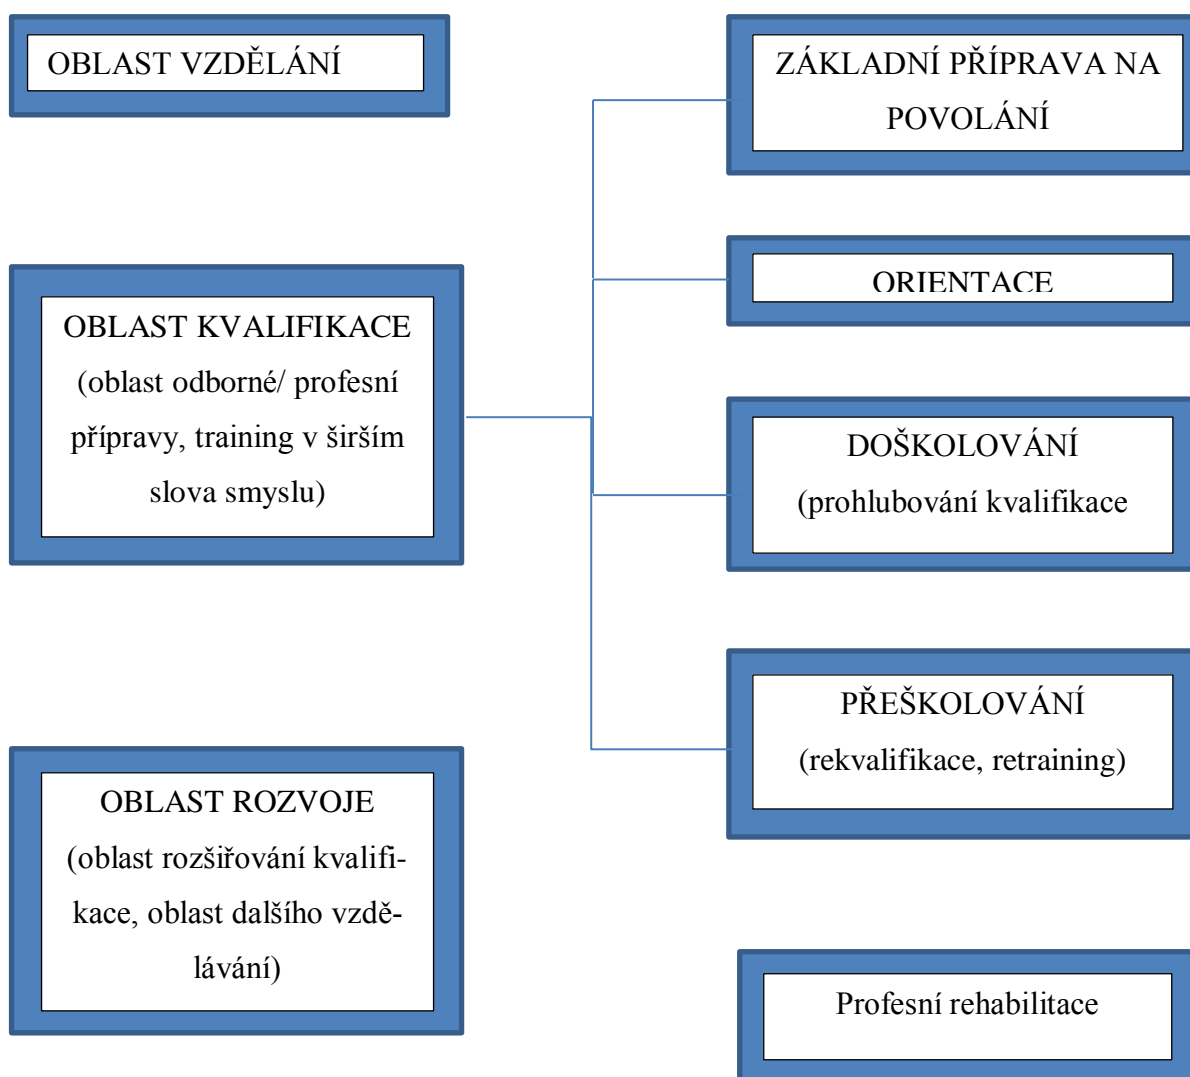 OBLAST VZDĚLÁNÍ
OBLAST KVALIFIKACE
(oblast odborné/ profesní
přípravy, training v širším
slova smyslu)
OBLAST ROZVOJE
(oblast rozšiřování kvalifi-
kace, oblast dalšího vzdě-
lávání)
ZÁKLADNÍ PŘÍPRAVA NA
POVOLÁNÍ
ORIENTACE
DOŠKOLOVÁNÍ
(prohlubování kvalifikace
PŘEŠKOLOVÁNÍ
(rekvalifikace, retraining)
Profesní rehabilitace